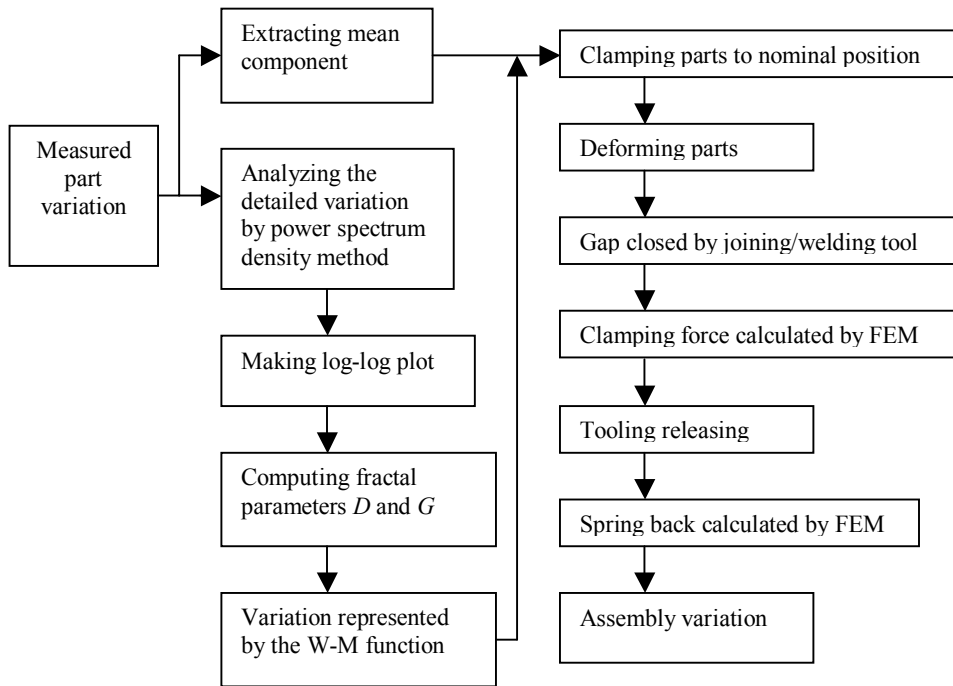 Measured
part
variation
Extracting mean
component
Analyzing the
detailed variation
by power spectrum
density method
Making log-log plot
Computing fractal
parameters D and G
Variation represented
by the W-M function
Clamping parts to nominal position
Deforming parts
Gap closed by joining/welding tool
Clamping force calculated by FEM
Tooling releasing
Spring back calculated by FEM
Assembly variation